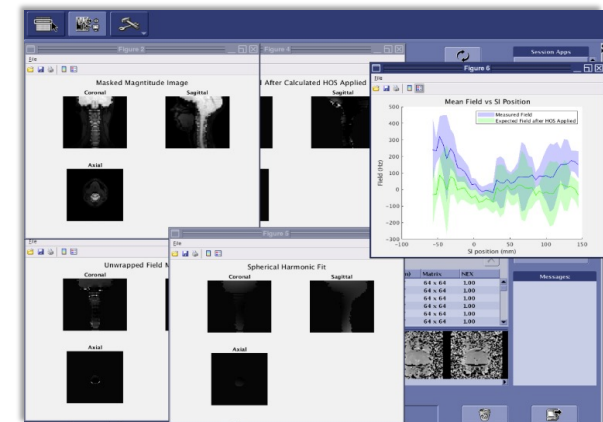 Figure 3
Figure 4
Session Apps
File
Masked Magntitude Image
Coronal
Sagittal
Axial
l After Calculated HOS Applied
Sagittal
Figure 6
File
Mean Field vs SI Position
Measured Field
Expected Field after HOS Applied
Field (Hz)
500
400
300
200
100
0
-100
-200
-300
-100
-50
0
50
100
150
SI position (mm)
File
Unwrapped Field M
Coronal
Axial
Figure 5
File
Spherical Harmonic Fit
Coronal
Sagittal
Axial
Matrix
NEX
64 x 64
1.00
64 x 64
1.00
64 x 64
1.00
64 x 64
1.00
64 x 64
1.00
64 x 64
1.00
Messages: